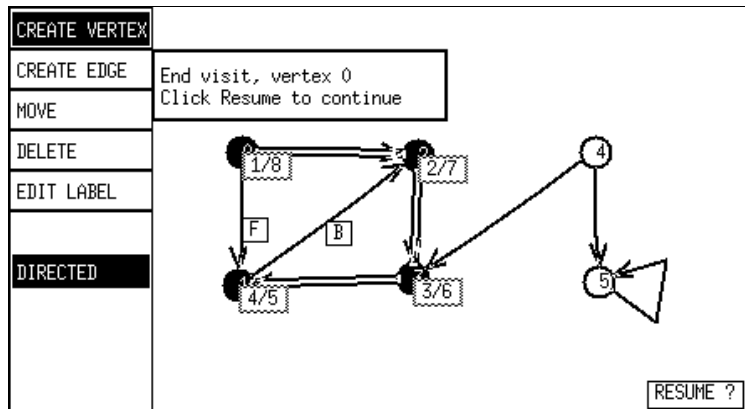 CREATE VERTEX
CREATE EDGE
MOVE
DELETE
EDIT LABEL
DIRECTED
End visit, vertex 0
Click Resume to continue
1/8
2/7
4
F
B
4/5
3/6
5
RESUME ?